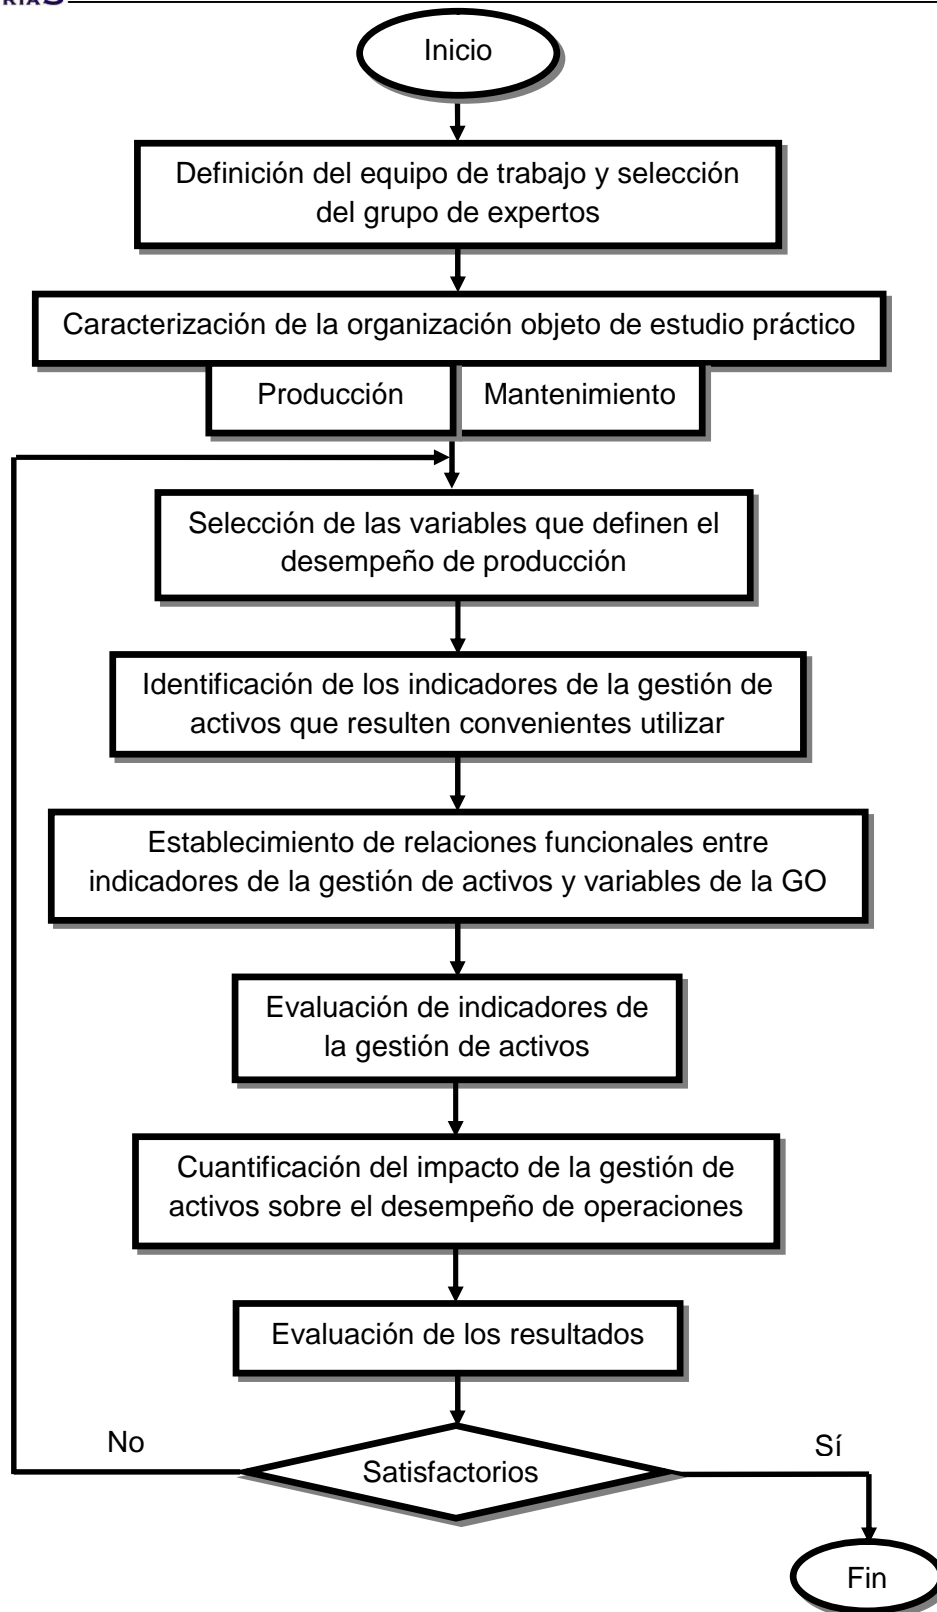 Inicio
Definición del equipo de trabajo y selección
del grupo de expertos
Caracterización de la organización objeto de estudio práctico
Producción
Mantenimiento
Selección de las variables que definen el
desempeño de producción
Identificación de los indicadores de la gestión de
activos que resulten convenientes utilizar
Establecimiento de relaciones funcionales entre
indicadores de la gestión de activos y variables de la GO
Evaluación de indicadores de
la gestión de activos
Cuantificación del impacto de la gestión de
activos sobre el desempeño de operaciones
Evaluación de los resultados
No
Satisfactorios
Sí
Fin